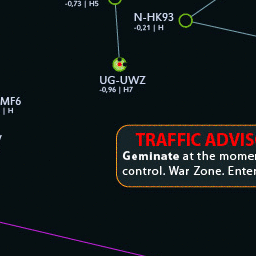 -0,73 | H5
N-HK93
-0,21 | H
UG-UWZ
-0,96 | H7
MF6
| H
TRAFFIC ADVIS
Geminate at the momen
control. War Zone. Enter